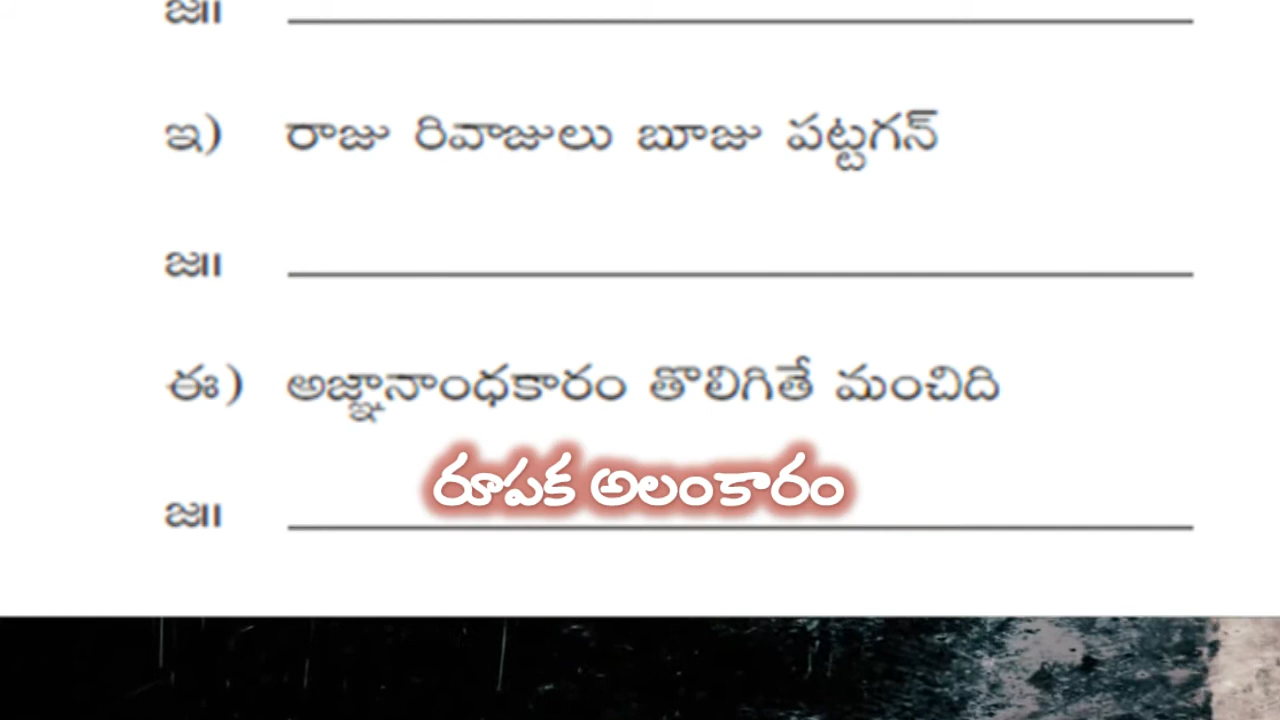 జ॥
ఇ) రాజు రివాజులు బూజు పట్టగన్
జ॥
ఈ) అజ్ఞానాంధకారం తొలిగితే మంచిది
రూపక అలంకారం
జ॥